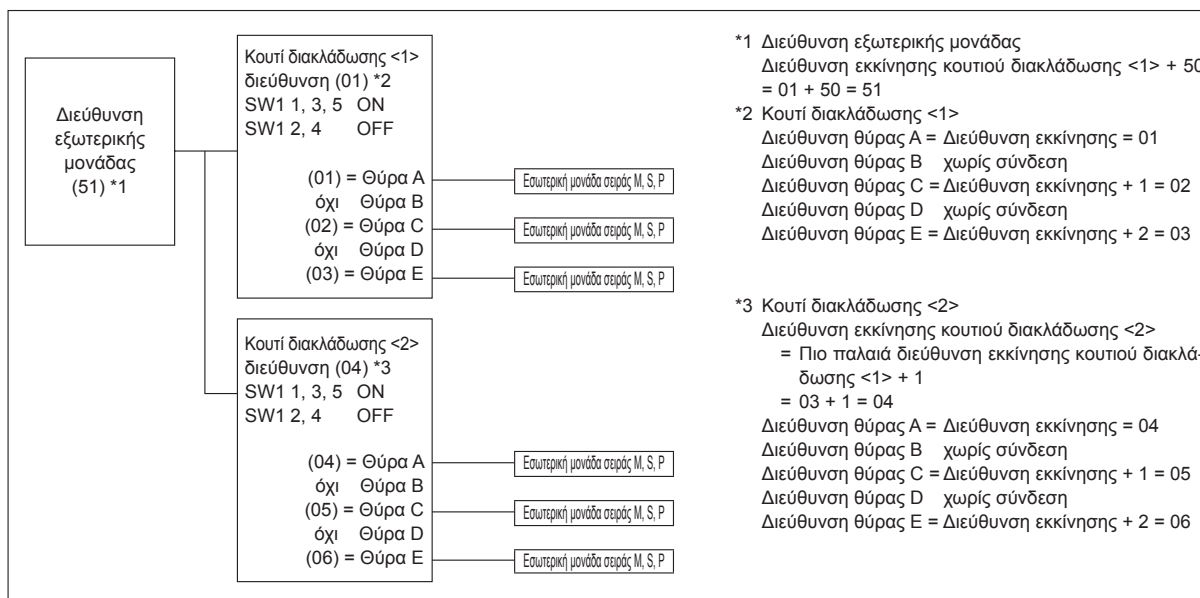 Διεύθυνση
εξωτερικής
μονάδας
(51) *1
Κουτί διακλάδωσης <1>
διεύθυνση (01) *2
SW1 1, 3, 5 ON
SW1 2, 4 OFF
(01) = Θύρα A
όχι Θύρα B
(02) = Θύρα C
όχι Θύρα D
(03) = Θύρα E
Εσωτερική μονάδα σειράς M, S, P
Εσωτερική μονάδα σειράς M, S, P
Εσωτερική μονάδα σειράς M, S, P
Κουτί διακλάδωσης <2>
διεύθυνση (04) *3
SW1 1, 3, 5 ON
SW1 2, 4 OFF
(04) = Θύρα A
όχι Θύρα B
(05) = Θύρα C
όχι Θύρα D
(06) = Θύρα E
Εσωτερική μονάδα σειράς M, S, P
Εσωτερική μονάδα σειράς M, S, P
Εσωτερική μονάδα σειράς M, S, P
*1 Διεύθυνση εξωτερικής μονάδας
Διεύθυνση εκκίνησης κουτιού διακλάδωσης <1> + 50
= 01 + 50 = 51
*2 Κουτί διακλάδωσης <1>
Διεύθυνση θύρας A = Διεύθυνση εκκίνησης = 01
Διεύθυνση θύρας B χωρίς σύνδεση
Διεύθυνση θύρας C = Διεύθυνση εκκίνησης + 1 = 02
Διεύθυνση θύρας D χωρίς σύνδεση
Διεύθυνση θύρας E = Διεύθυνση εκκίνησης + 2 = 03
*3 Κουτί διακλάδωσης <2>
Διεύθυνση εκκίνησης κουτιού διακλάδωσης <2>
= Πιο παλαιά διεύθυνση εκκίνησης κουτιού διακλά-
δωσης <1> + 1
= 03 + 1 = 04
Διεύθυνση θύρας A = Διεύθυνση εκκίνησης = 04
Διεύθυνση θύρας B χωρίς σύνδεση
Διεύθυνση θύρας C = Διεύθυνση εκκίνησης + 1 = 05
Διεύθυνση θύρας D χωρίς σύνδεση
Διεύθυνση θύρας E = Διεύθυνση εκκίνησης + 2 = 06